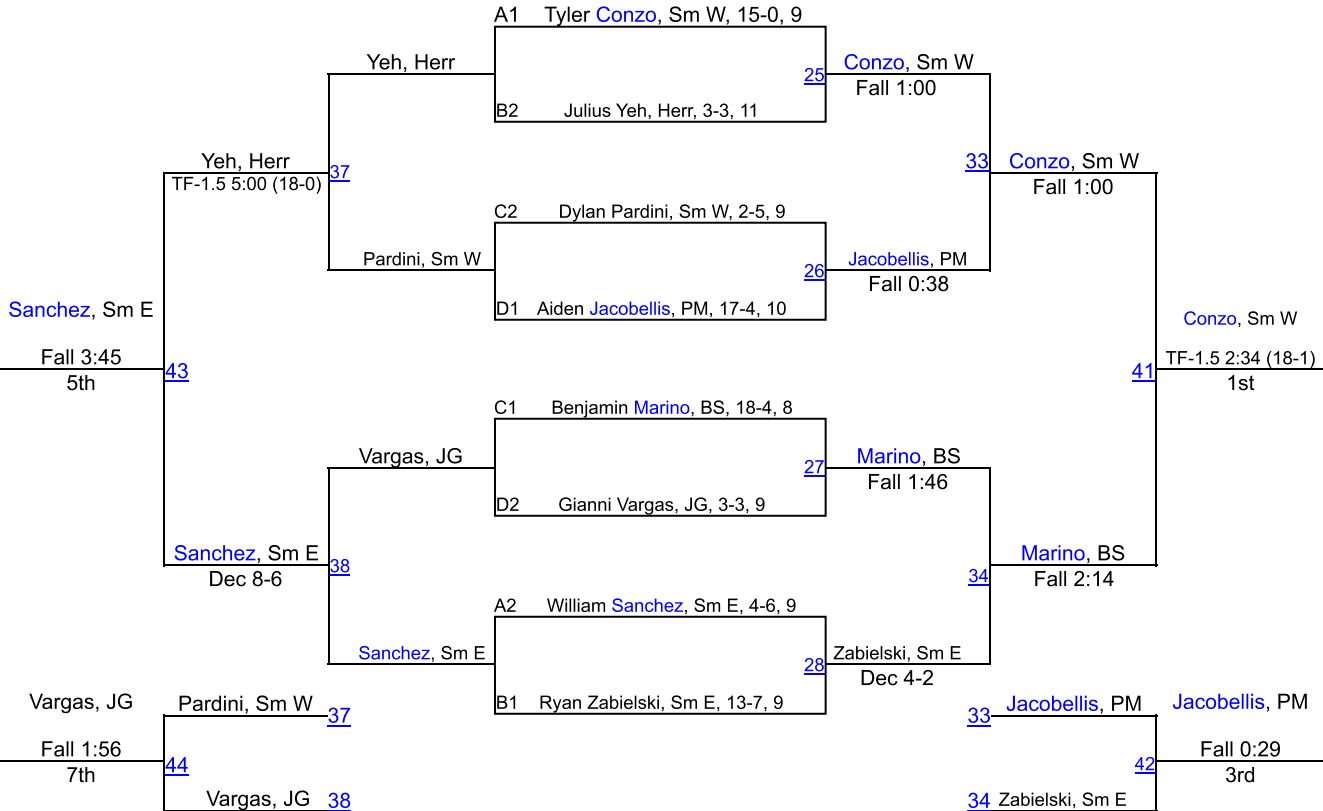 A1 Tyler Conzo, Sm W, 15-0, 9
Yeh, Herr
25 Conzo, Sm W
Fall 1:00
B2 Julius Yeh, Herr, 3-3, 11
Yeh, Herr
TF-1.5 5:00 (18-0)
37
33 Conzo, Sm W
Fall 1:00
C2 Dylan Pardini, Sm W, 2-5, 9
Pardini, Sm W
26 Jacobellis, PM
Fall 0:38
D1 Aiden Jacobellis, PM, 17-4, 10
Sanchez, Sm E
Fall 3:45
5th
43
Conzo, Sm W
41 TF-1.5 2:34 (18-1)
1st
C1 Benjamin Marino, BS, 18-4, 8
Vargas, JG
27 Marino, BS
Fall 1:46
D2 Gianni Vargas, JG, 3-3, 9
Sanchez, Sm E
Dec 8-6
38
34 Marino, BS
Fall 2:14
A2 William Sanchez, Sm E, 4-6, 9
Sanchez, Sm E
28 Zabielski, Sm E
Dec 4-2
B1 Ryan Zabielski, Sm E, 13-7, 9
Vargas, JG
Pardini, Sm W 37
Fall 1:56
7th
44
Vargas, JG 38
33 Jacobellis, PM
Jacobellis, PM
42 Fall 0:29
3rd
34 Zabielski, Sm E